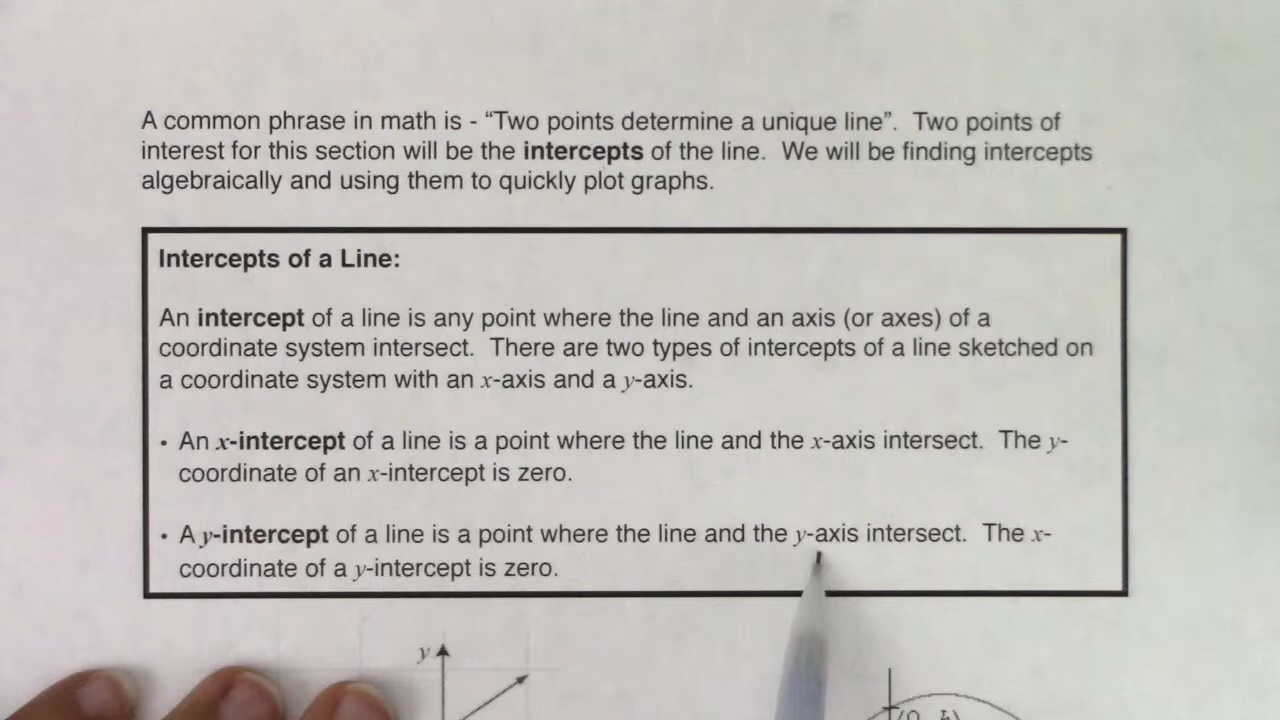 A common phrase in math is - “Two points determine a unique line”. Two points of
interest for this section will be the intercepts of the line. We will be finding intercepts
algebraically and using them to quickly plot graphs.
Intercepts of a Line:
An intercept of a line is any point where the line and an axis (or axes) of a
coordinate system intersect. There are two types of intercepts of a line sketched on
a coordinate system with an x-axis and a y-axis.
• An x-intercept of a line is a point where the line and the x-axis intersect. The y-
coordinate of an x-intercept is zero.
• A y-intercept of a line is a point where the line and the y-axis intersect. The x-
coordinate of a y-intercept is zero.
y